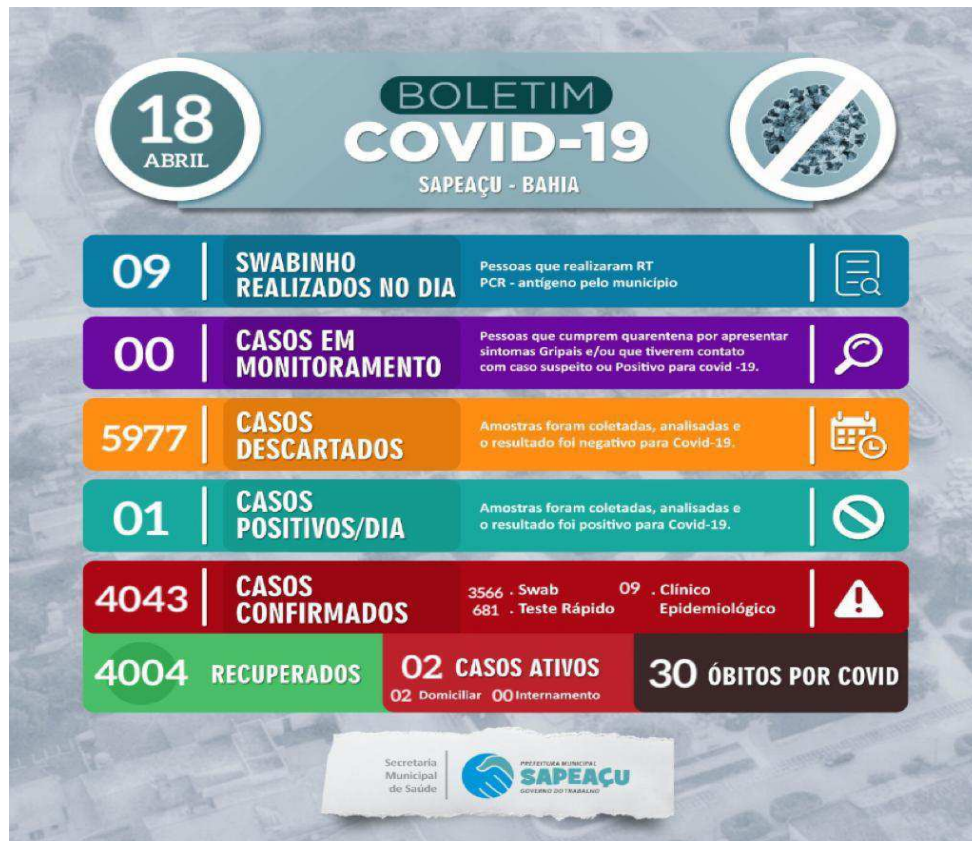 18
ABRIL
BOLETIM
COVID-19
SAPEAÇU - BAHIA
09
SWABINHO
REALIZADOS NO DIA
Pessoas que realizaram RT
PCR - antígeno pelo município
00
CASOS EM
MONITORAMENTO
Pessoas que cumprem quarentena por apresentar
sintomas Gripais e/ou que tiverem contato
com caso suspeito ou Positivo para covid -19.
5977
CASOS
DESCARTADOS
Amostras foram coletadas, analisadas e
o resultado foi negativo para Covid-19.
01
CASOS
POSITIVOS/DIA
Amostras foram coletadas, analisadas e
o resultado foi positivo para Covid-19.
4043
CASOS
CONFIRMADOS
3566 . Swab
681 . Teste Rápido
09 . Clínico
Epidemiológico
4004 RECUPERADOS
02 CASOS ATIVOS
02 Domiciliar 00 Internamento
30 ÓBITOS POR COVID
Secretaria
Municipal
de Saúde
PREFEITURA MUNICIPAL
SAPEAÇU
GOVERNO DO TRABALHO